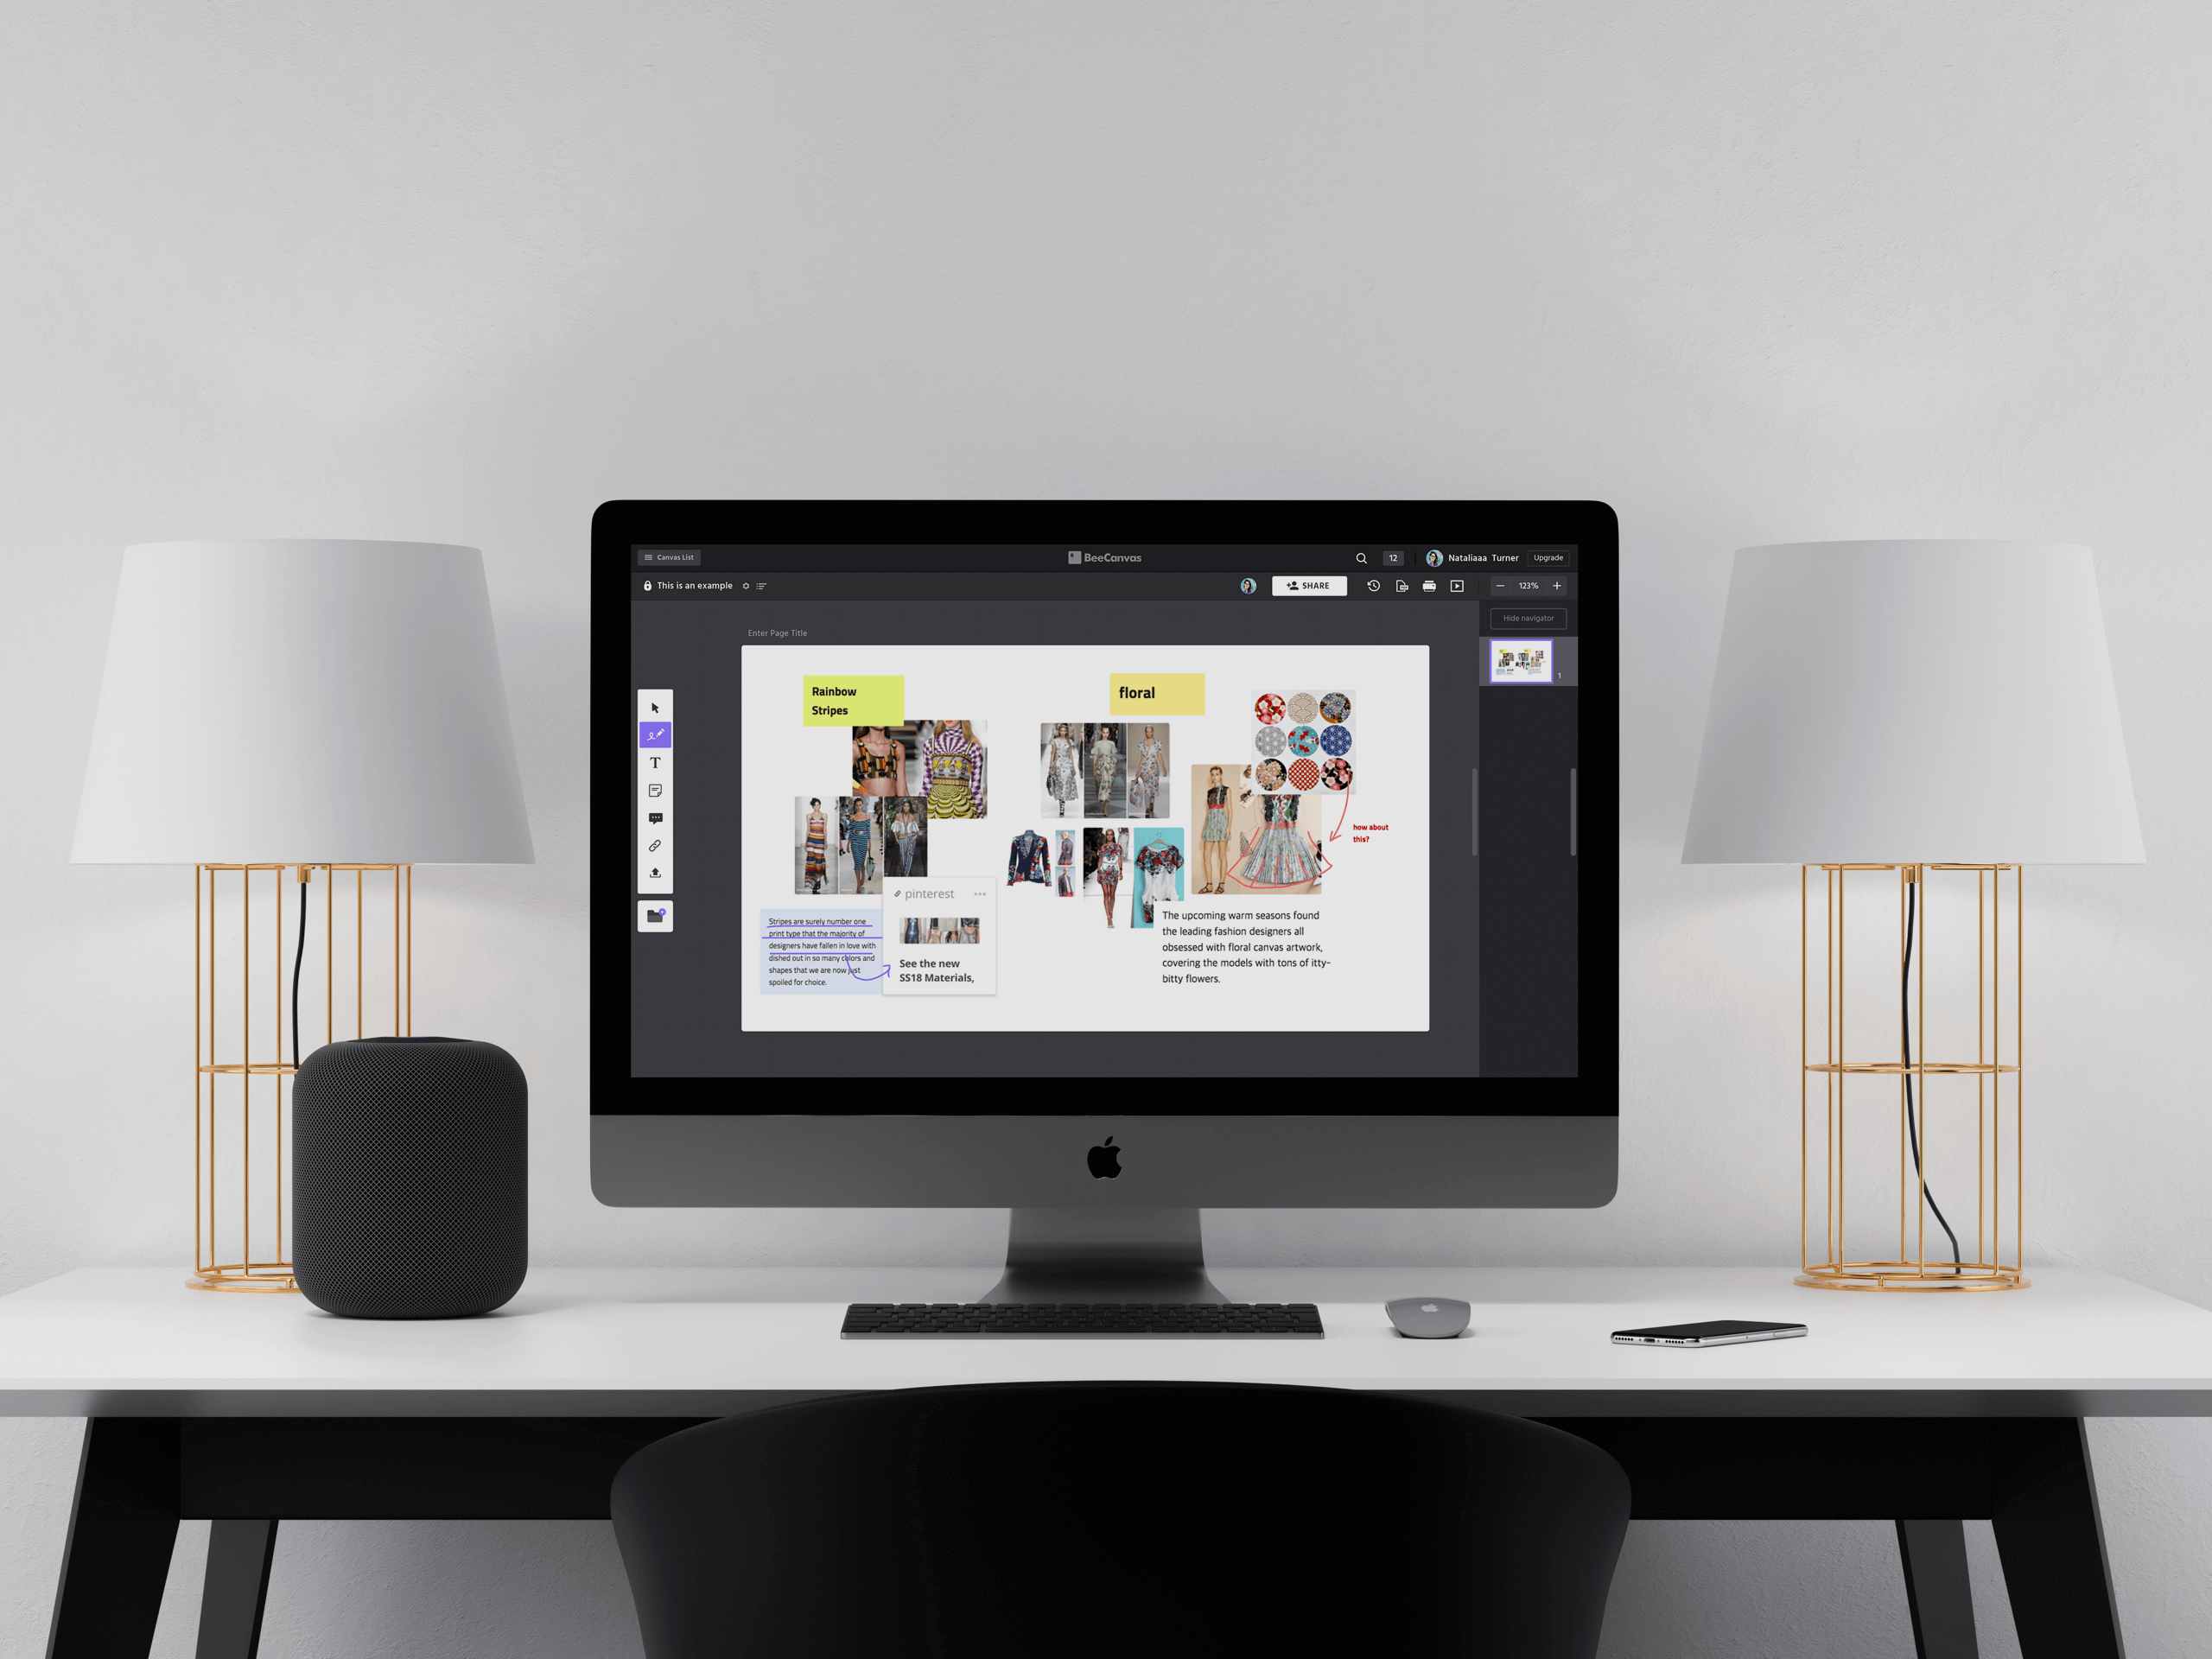 Canvas List
BeeCanvas
12
Nataliaaa Turner
Upgrade
This is an example
SHARE
123%
Hide navigator
Enter Page Title
1
Rainbow
Stripes
floral
T
how about
this?
pinterest
See the new
SS18 Materials,
Stripes are surely number one
print type that the majority of
designers have fallen in love with
dished out in so many colors and
shapes that we are now just
spoiled for choice.
The upcoming warm seasons found
the leading fashion designers all
obsessed with floral canvas artwork,
covering the models with tons of itty-
bitty flowers.